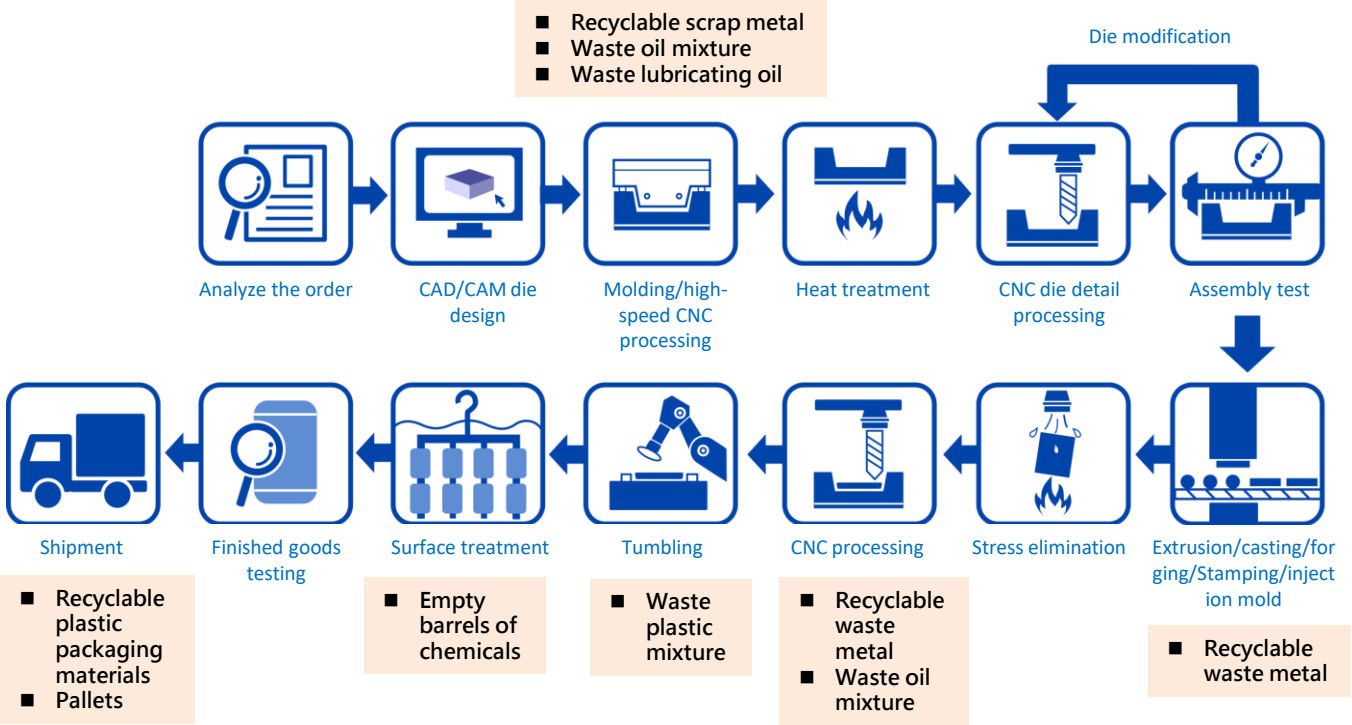 ■ Recyclable scrap metal
■ Waste oil mixture
■ Waste lubricating oil
Die modification
Analyze the order
CAD/CAM die
design
Molding/high-
speed CNC
processing
Heat treatment
CNC die detail
processing
Assembly test
Shipment
Finished goods
testing
Surface treatment
Tumbling
CNC processing
Stress elimination
Extrusion/casting/for
ging/Stamping/inject
ion mold
■ Recyclable
plastic
packaging
materials
■ Pallets
■ Empty
barrels of
chemicals
■ Waste
plastic
mixture
■ Recyclable
waste
metal
■ Waste oil
mixture
■ Recyclable
waste metal